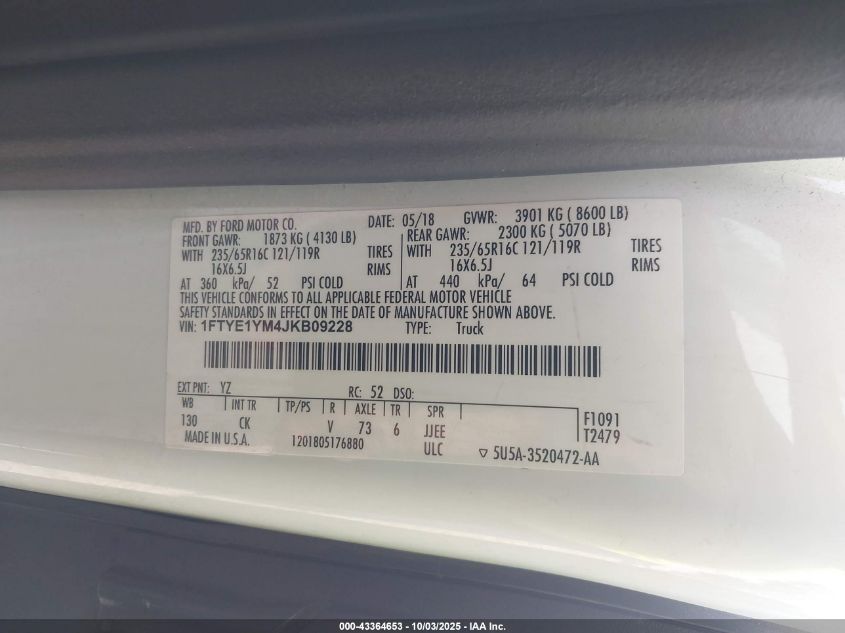 MFD. BY FORD MOTOR CO. DATE: 05/18 GVWR: 3901 KG ( 8600 LB)
FRONT GAWR: 1873 KG ( 4130 LB) REAR GAWR: 2300 KG ( 5070 LB)
WITH 235/65R16C 121/119R TIRES WITH 235/65R16C 121/119R TIRES
16X6.5J RIMS 16X6.5J RIMS
AT 360 kPa/ 52 PSI COLD AT 440 kPa/ 64 PSI COLD
THIS VEHICLE CONFORMS TO ALL APPLICABLE FEDERAL MOTOR VEHICLE
SAFETY STANDARDS IN EFFECT ON THE DATE OF MANUFACTURE SHOWN ABOVE.
VIN: 1FTYE1YM4JKB09228 TYPE: Truck
EXT PNT: YZ RC: 52 DSO:
WB INT TR TP/PS R AXLE TR SPR F1091
130 CK V 73 6 JJEE T2479
MADE IN U.S.A. 1201805176880 ULC 5U5A-3520472-AA
000-43364653 - 10/03/2025 - IAA Inc.